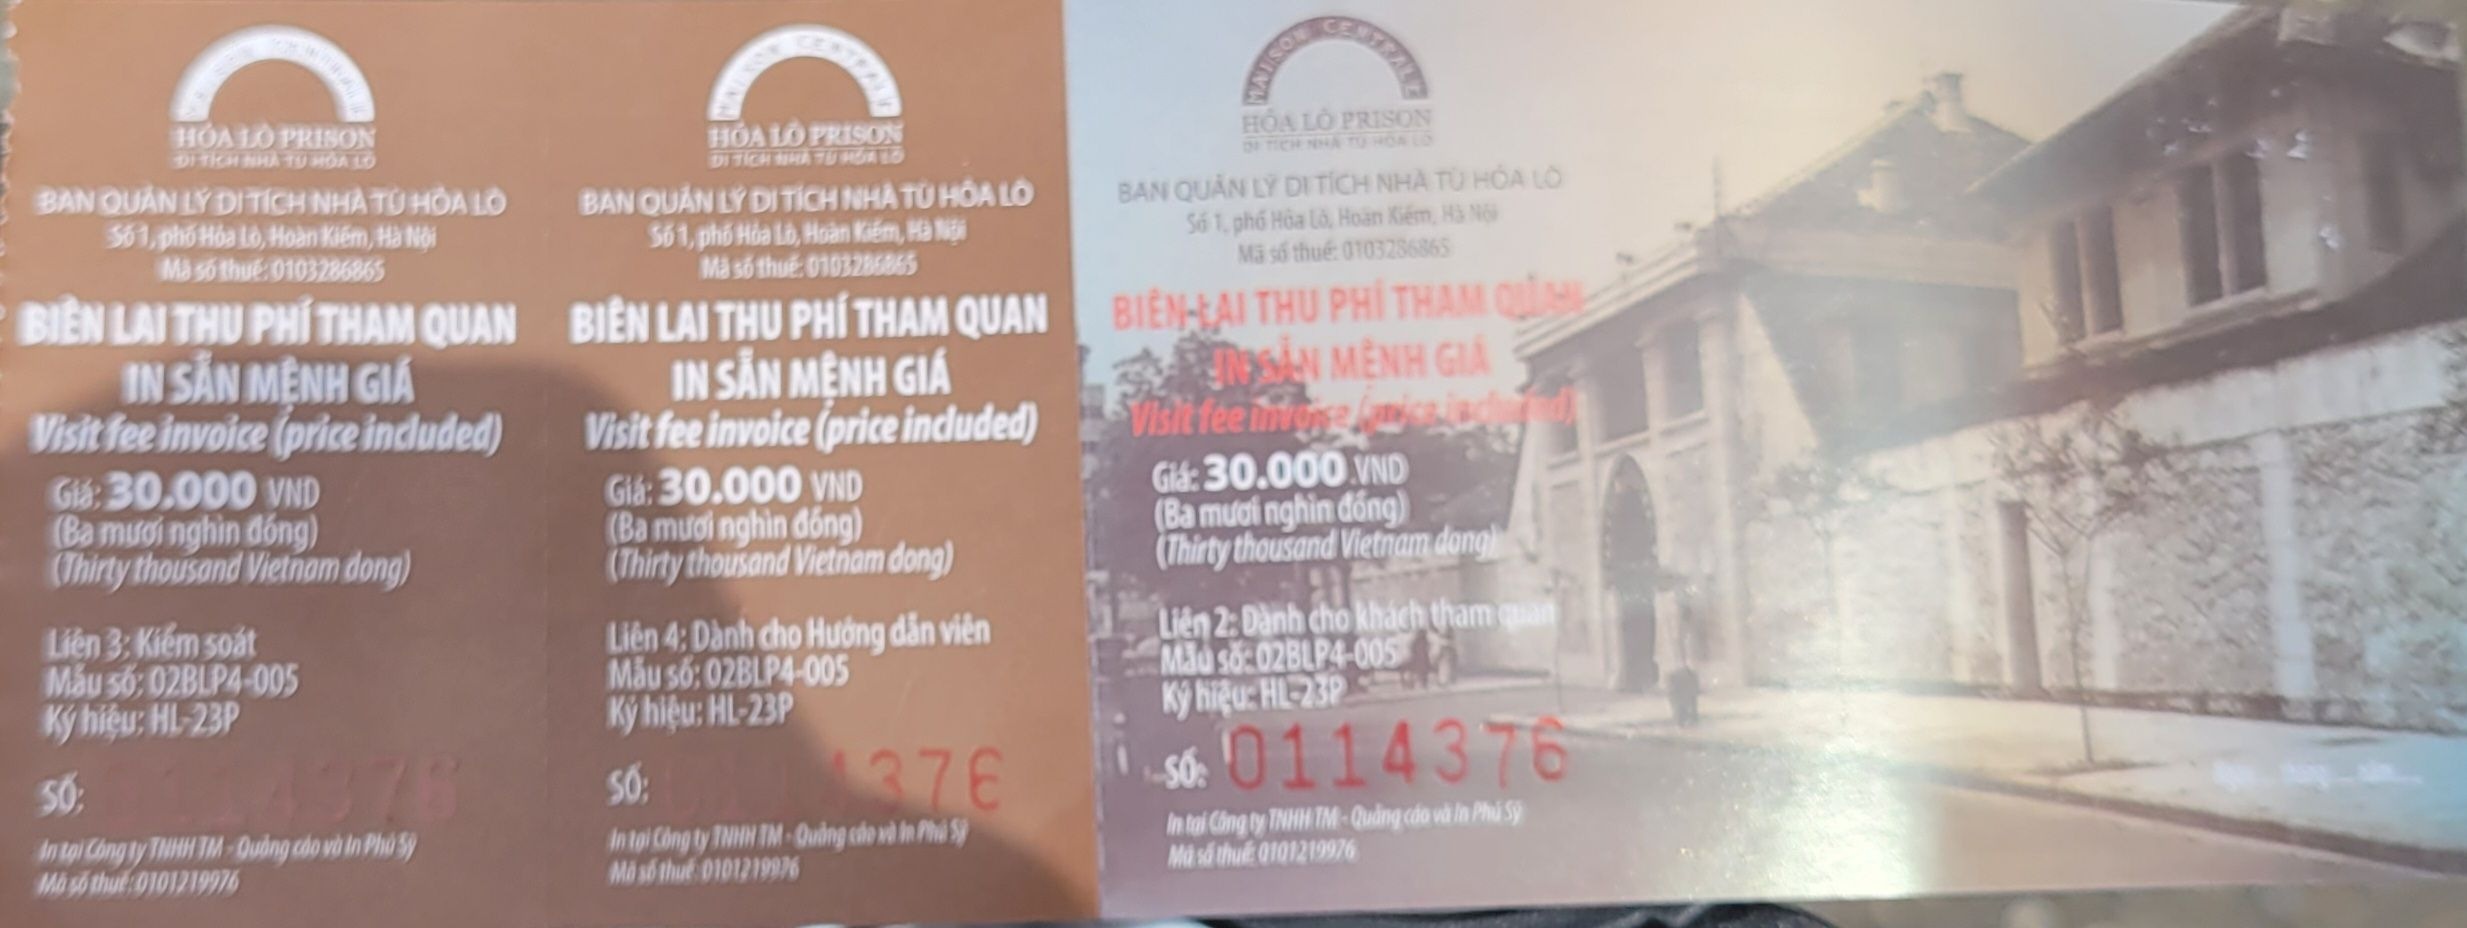 HỎA LÒ PRISON
DI TÍCH NHÀ TÙ HỎA LÒ
BAN QUẢN LÝ DI TÍCH NHÀ TÙ HỎA LÒ
Số 1, phố Hỏa Lò, Hoàn Kiếm, Hà Nội
Mã số thuế: 0103286865
BIÊN LAI THU PHÍ THAM QUAN
IN SẴN MỆNH GIÁ
Visit fee invoice (price included)
Giá: 30.000 VND
(Ba mươi nghìn đồng)
(Thirty thousand Vietnam dong)
Liên 3: Kiểm soát
Mẫu số: 02BLP4-005
Ký hiệu: HL-23P
SỐ: 0114376
In tại Công ty TNHH TM - Quảng cáo và In Phú Sỹ
Mã số thuế: 0101219976
MAISON CENTRALE
HỎA LÒ PRISON
DI TÍCH NHÀ TÙ HỎA LÒ
BAN QUẢN LÝ DI TÍCH NHÀ TÙ HỎA LÒ
Số 1, phố Hỏa Lò, Hoàn Kiếm, Hà Nội
Mã số thuế: 0103286865
BIÊN LAI THU PHÍ THAM QUAN
IN SẴN MỆNH GIÁ
Visit fee invoice (price included)
Giá: 30.000 VND
(Ba mươi nghìn đồng)
(Thirty thousand Vietnam dong)
Liên 4: Dành cho Hướng dẫn viên
Mẫu số: 02BLP4-005
Ký hiệu: HL-23P
SỐ: 0114376
In tại Công ty TNHH TM - Quảng cáo và In Phú Sỹ
Mã số thuế: 0101219976
MAISON CENTRALE
HỎA LÒ PRISON
DI TÍCH NHÀ TÙ HỎA LÒ
BAN QUẢN LÝ DI TÍCH NHÀ TÙ HỎA LÒ
Số 1, phố Hỏa Lò, Hoàn Kiếm, Hà Nội
Mã số thuế: 0103286865
BIÊN LAI THU PHÍ THAM QUAN
IN SẴN MỆNH GIÁ
Visit fee invoice (price included)
Giá: 30.000 VND
(Ba mươi nghìn đồng)
(Thirty thousand Vietnam dong)
Liên 2: Dành cho khách tham quan
Mẫu số: 02BLP4-005
Ký hiệu: HL-23P
SỐ: 0114376
In tại Công ty TNHH TM - Quảng cáo và In Phú Sỹ
Mã số thuế: 0101219976